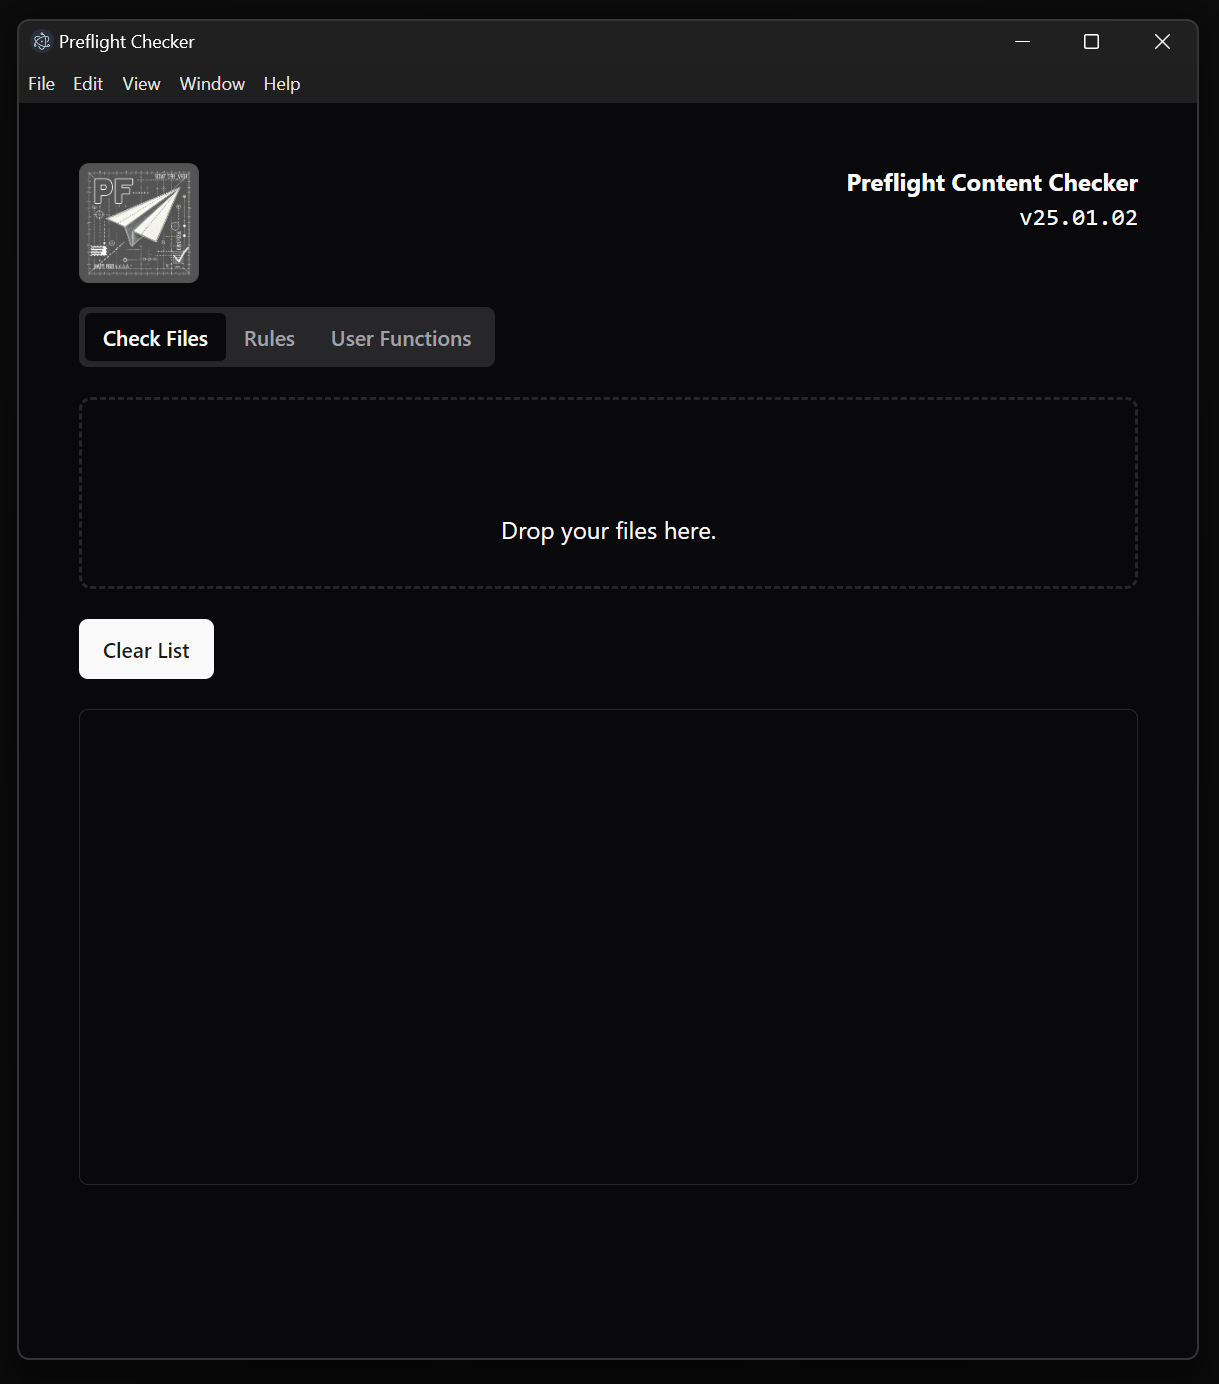 Preflight Checker
File Edit View Window Help
PF
Preflight Content Checker
v25.01.02
Check Files Rules User Functions
Drop your files here.
Clear List